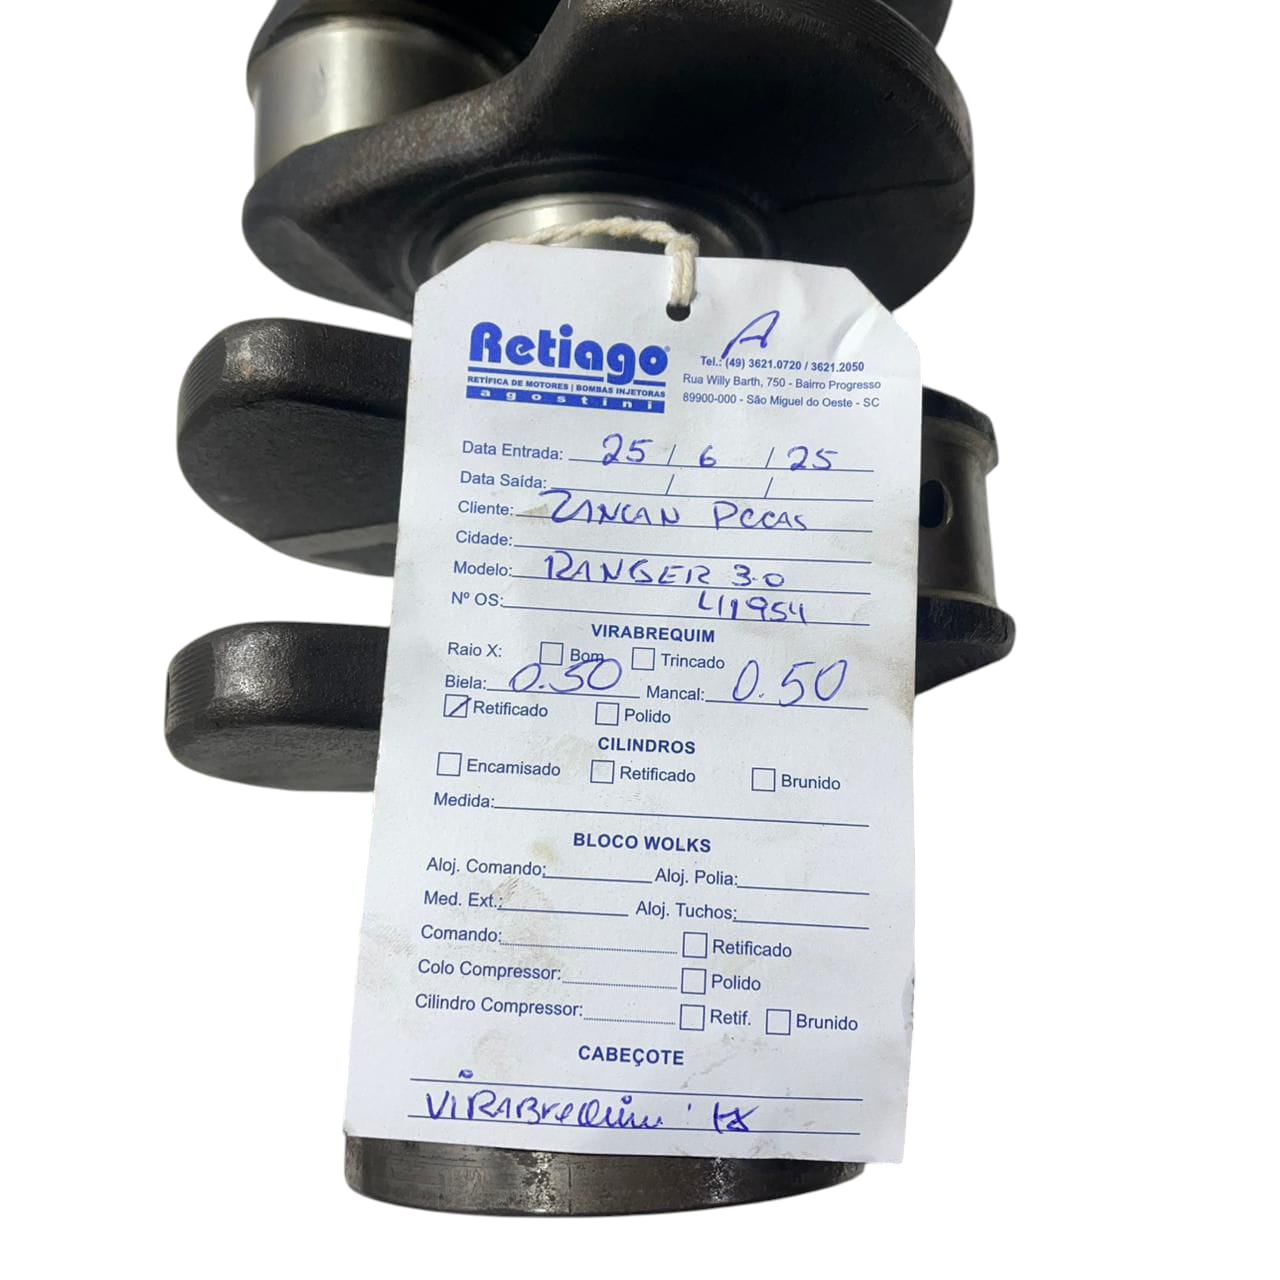 A
Retiago
RETÍFICA DE MOTORES | BOMBAS INJETORAS
agostini
Tel.: (49) 3621.0720 / 3621.2050
Rua Willy Barth, 750 - Bairro Progresso
89900-000 - São Miguel do Oeste - SC
Data Entrada: 25 / 6 / 25
Data Saída: / /
Cliente: ZANCAN PECAS
Cidade:
Modelo: RANGER 3.0
Nº OS: 411954
VIRABREQUIM
Raio X: Bom Trincado
Biela: 0.50 Mancal: 0.50
Retificado Polido
CILINDROS
Encamisado Retificado Brunido
Medida:
BLOCO WOLKS
Aloj. Comando: Aloj. Polia:
Med. Ext.: Aloj. Tuchos:
Comando: Retificado
Colo Compressor: Polido
Cilindro Compressor: Retif. Brunido
CABEÇOTE
VIRABrequim